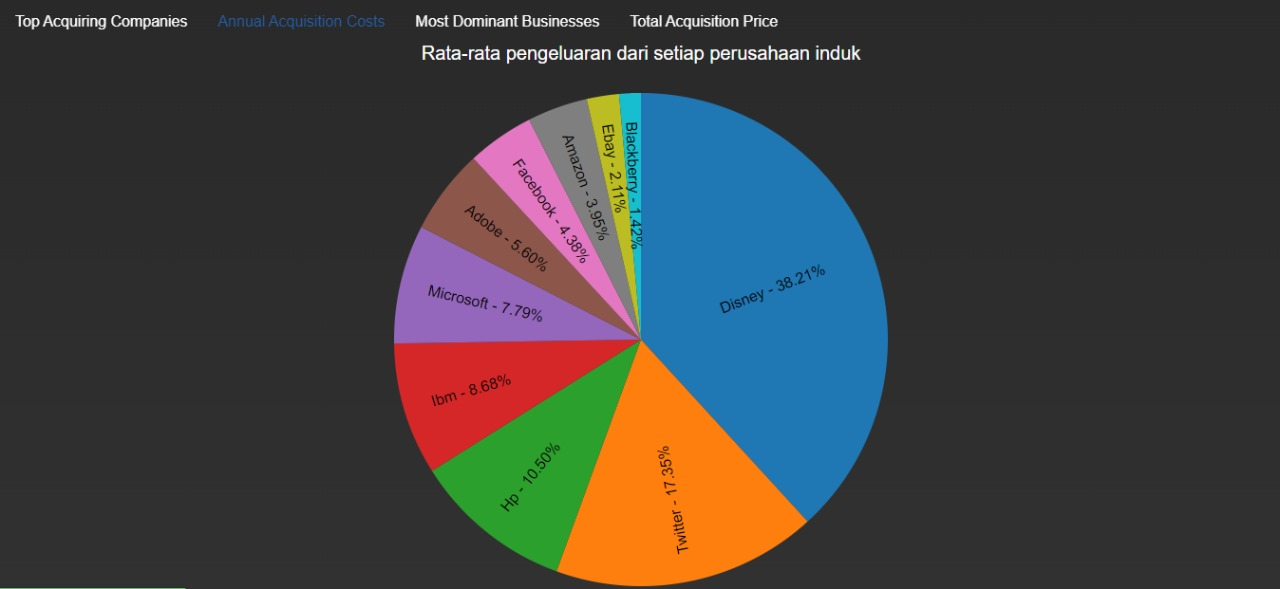 Top Acquiring Companies Annual Acquisition Costs Most Dominant Businesses Total Acquisition Price
Rata-rata pengeluaran dari setiap perusahaan induk
Blackberry - 1.42%
Ebay - 2.11%
Amazon - 3.95%
Facebook - 4.38%
Adobe - 5.60%
Microsoft - 7.79%
Ibm - 8.68%
Hp - 10.50%
Twitter - 17.35%
Disney - 38.21%